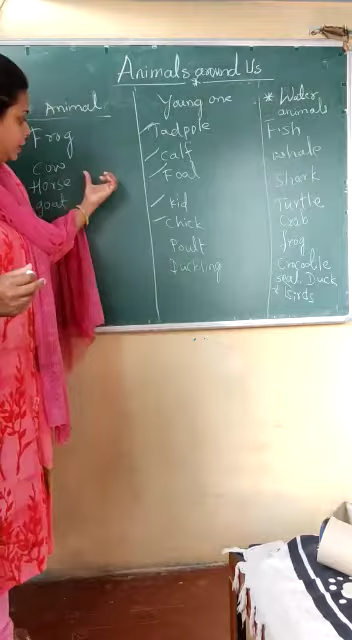 Animals around Us
Animal
Frog
Cow
Horse
goat
Young one
Tadpole
Calf
Foal
kid
Chick
Poult
Duckling
* Water
animals
Fish
whale
Shark
Turtle
Crab
frog
Crocodile
seal, Duck
* birds